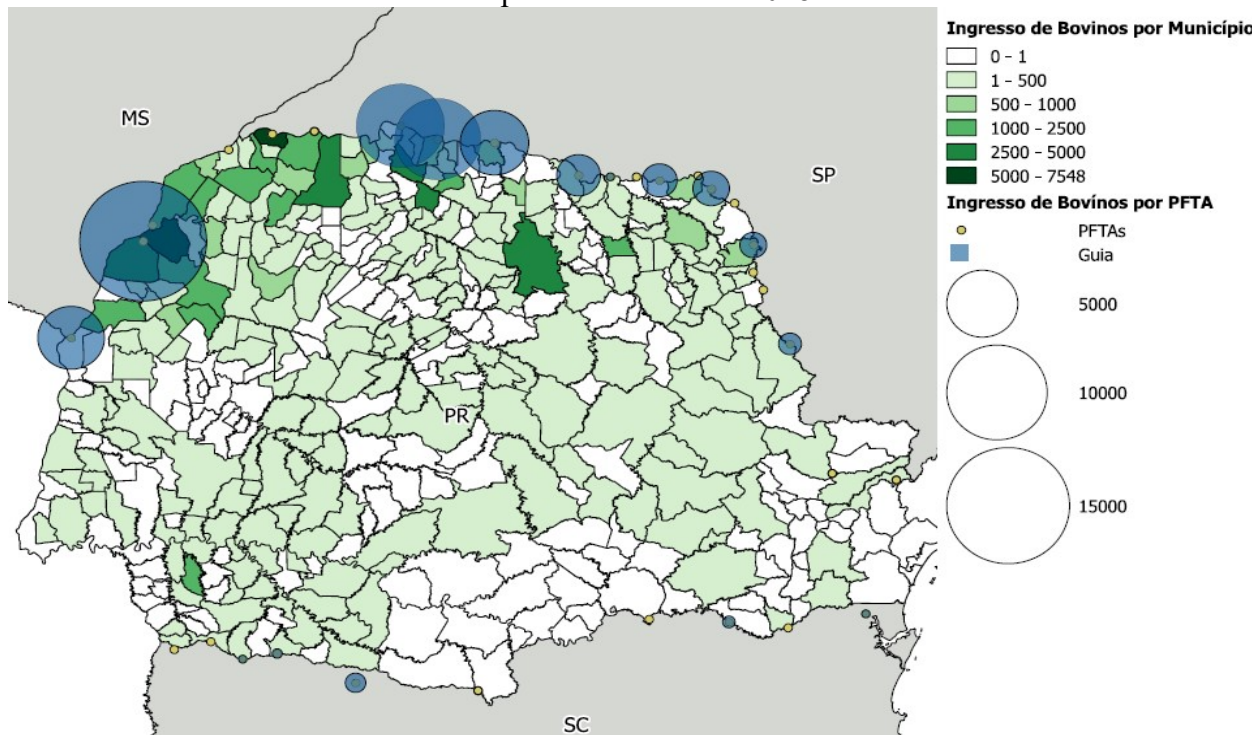 Ingresso de Bovinos por Município
0 - 1
1 - 500
500 - 1000
1000 - 2500
2500 - 5000
5000 - 7548
Ingresso de Bovínos por PFTA
PFTAs
Guia
5000
10000
15000
MS
SP
PR
SC